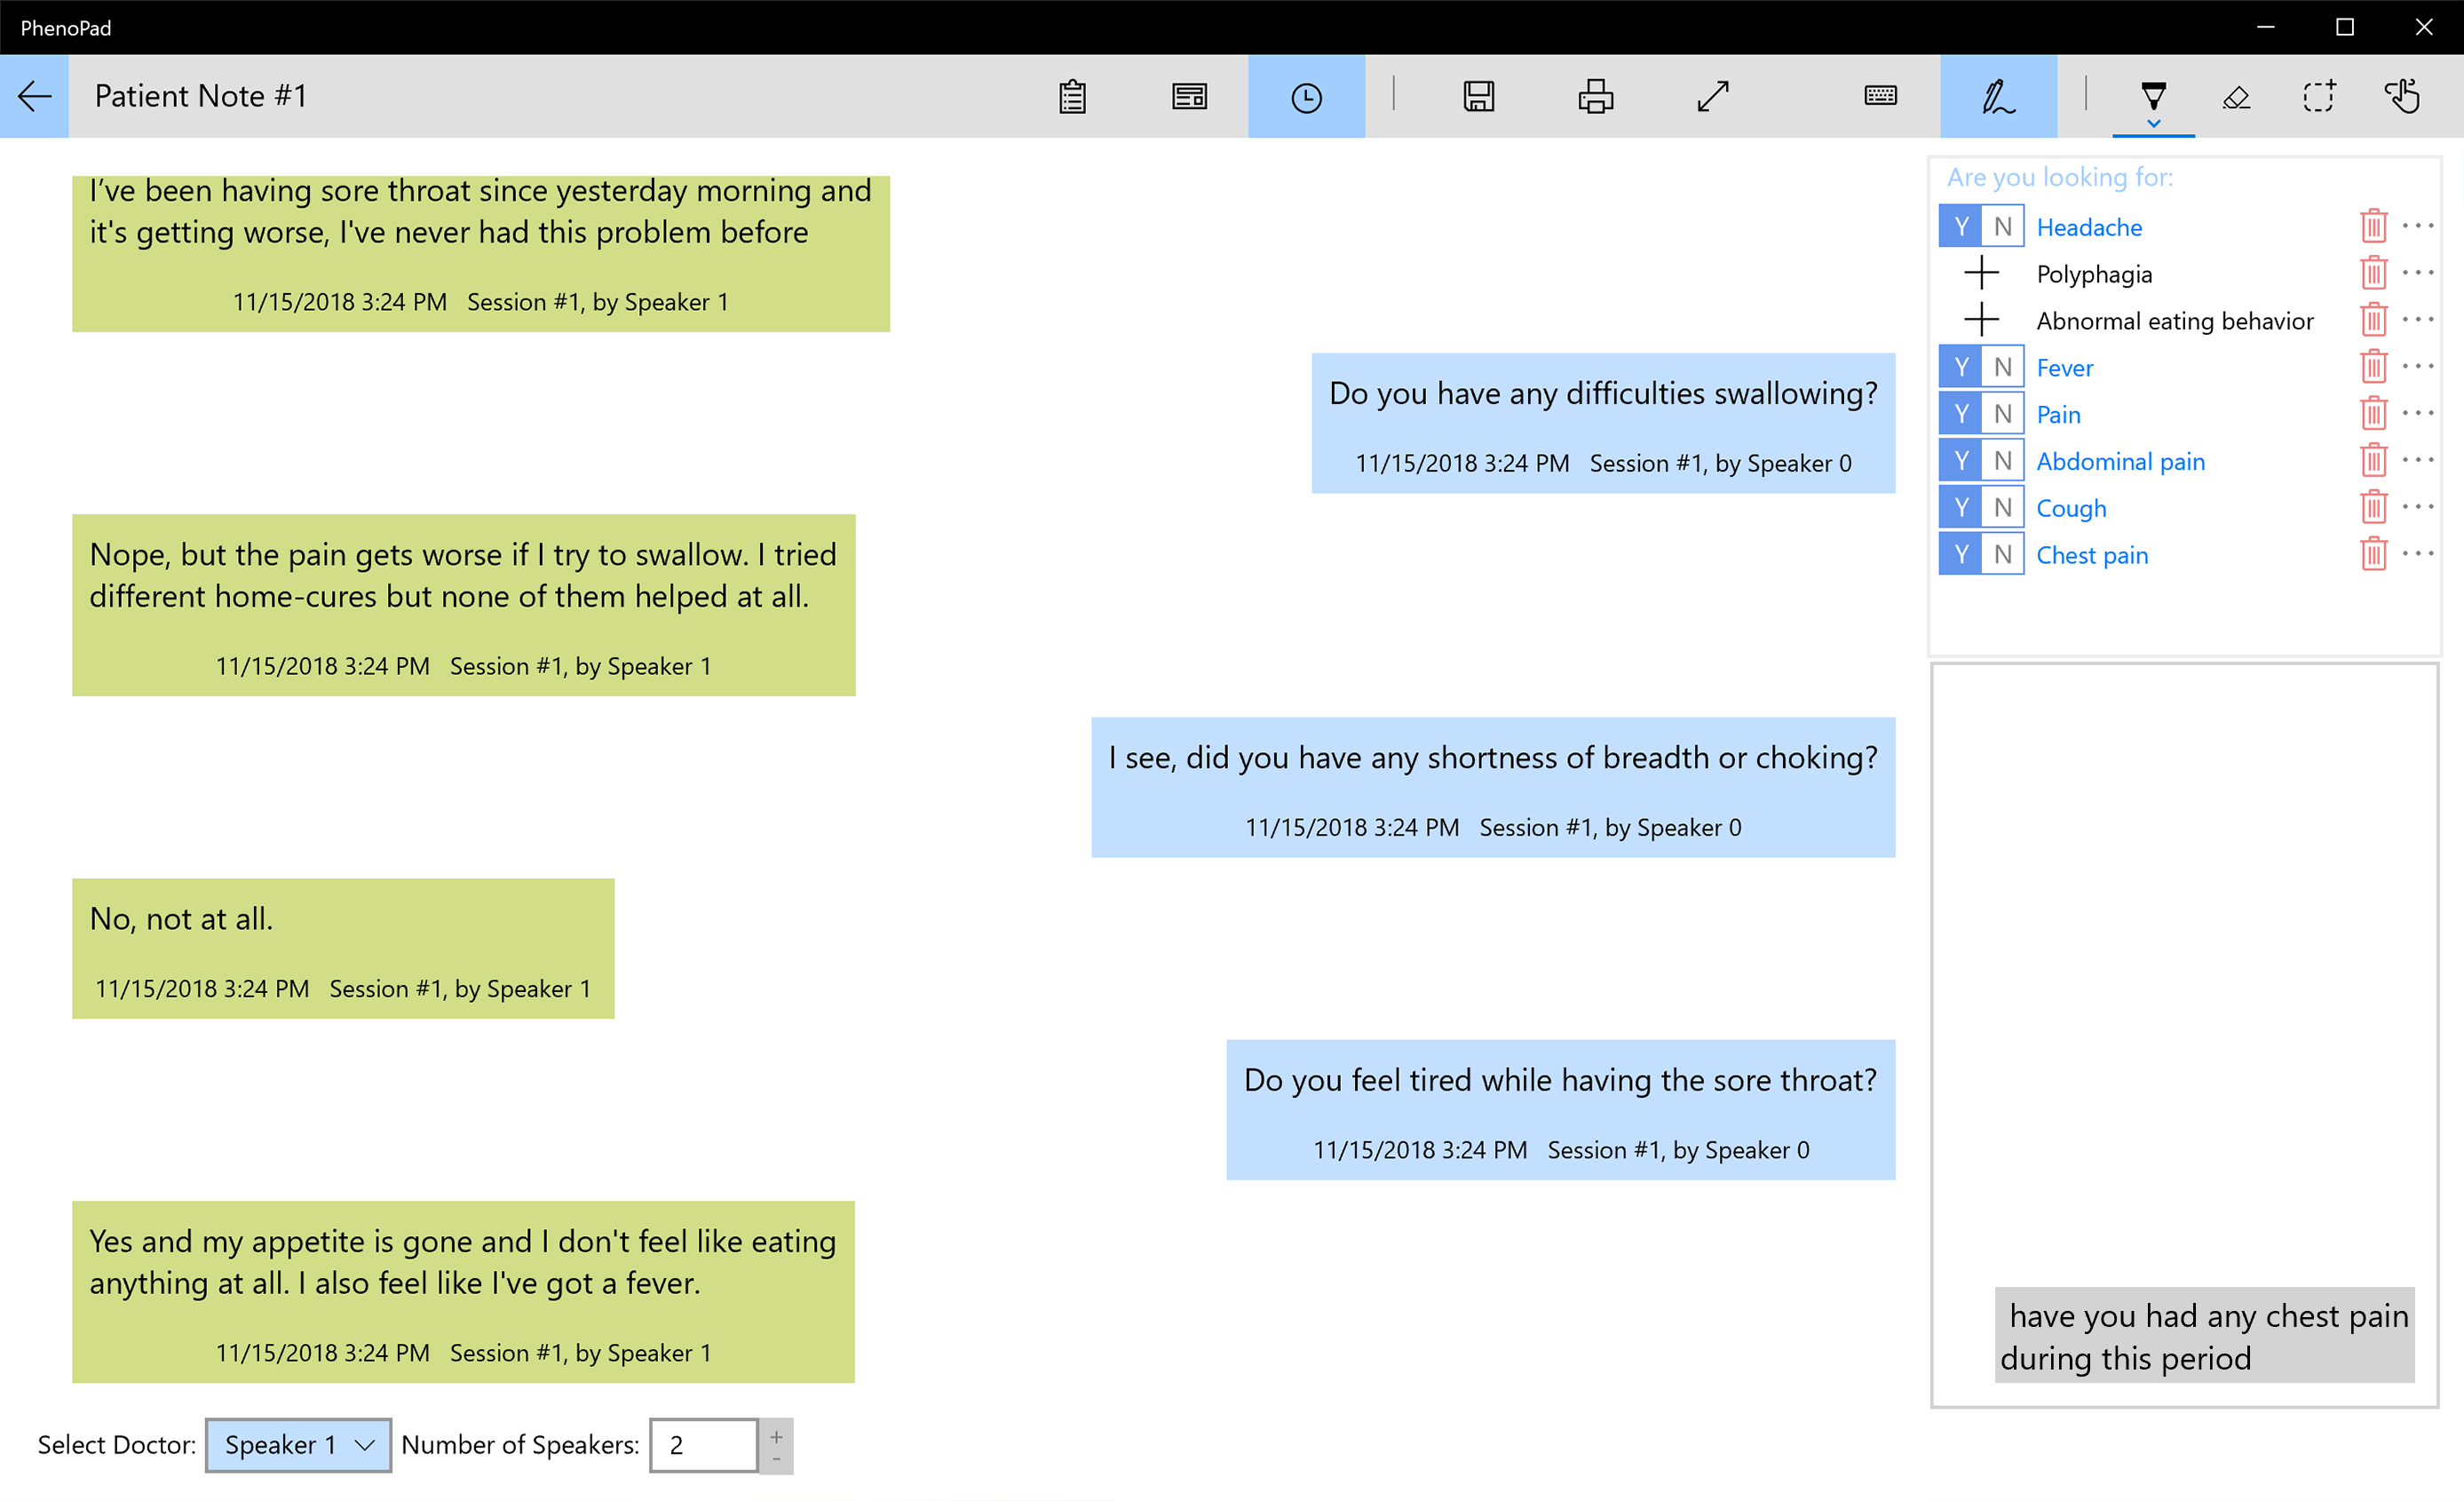 PhenoPad
Patient Note #1
I’ve been having sore throat since yesterday morning and
it's getting worse, I've never had this problem before
11/15/2018 3:24 PM Session #1, by Speaker 1
Do you have any difficulties swallowing?
11/15/2018 3:24 PM Session #1, by Speaker 0
Nope, but the pain gets worse if I try to swallow. I tried
different home-cures but none of them helped at all.
11/15/2018 3:24 PM Session #1, by Speaker 1
I see, did you have any shortness of breadth or choking?
11/15/2018 3:24 PM Session #1, by Speaker 0
No, not at all.
11/15/2018 3:24 PM Session #1, by Speaker 1
Do you feel tired while having the sore throat?
11/15/2018 3:24 PM Session #1, by Speaker 0
Yes and my appetite is gone and I don't feel like eating
anything at all. I also feel like I've got a fever.
11/15/2018 3:24 PM Session #1, by Speaker 1
Select Doctor: Speaker 1 Number of Speakers: 2 + -
Are you looking for:
Y N Headache
Polyphagia
Abnormal eating behavior
Y N Fever
Y N Pain
Y N Abdominal pain
Y N Cough
Y N Chest pain
have you had any chest pain
during this period